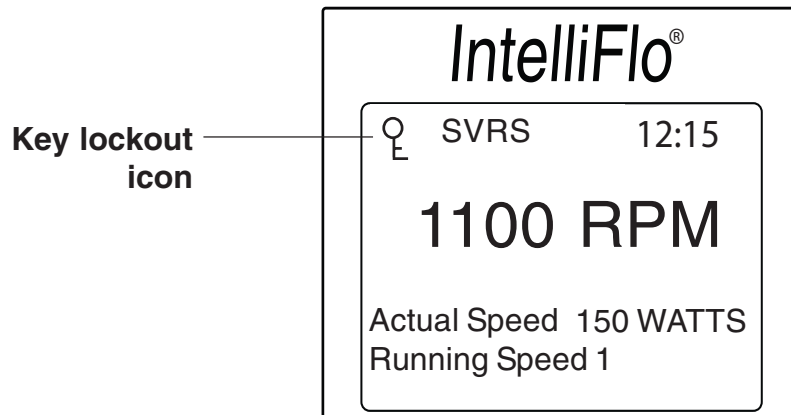 IntelliFlo®
Key lockout
icon
SVRS 12:15
1100 RPM
Actual Speed 150 WATTS
Running Speed 1